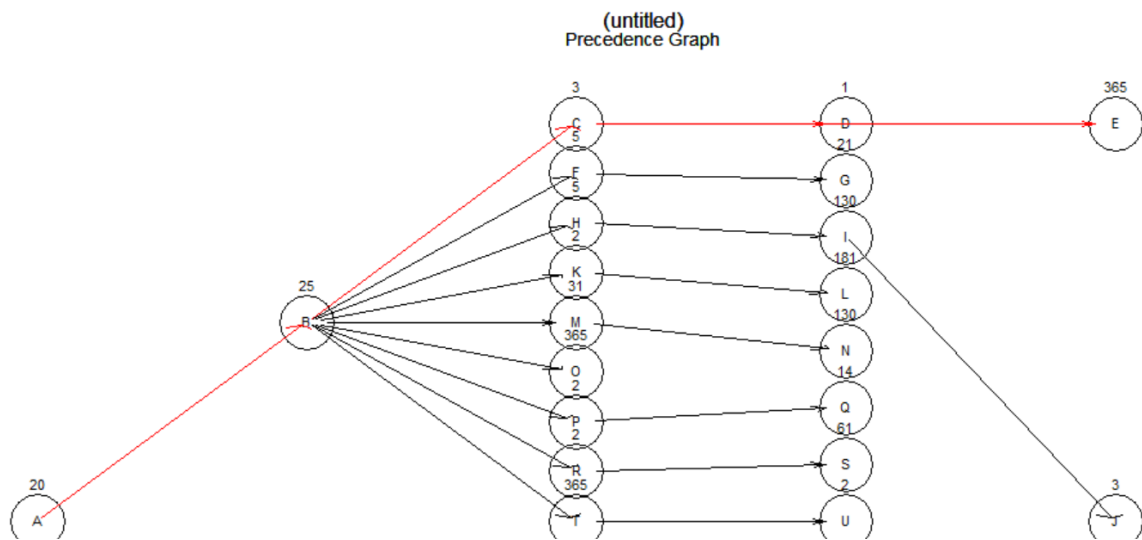 (untitled)
Precedence Graph
3 1 365
C D E
5 21
F G
5 130
H I
2 181
25 K L
31 130
B M N
365 14
O Q
2 61
P S
2 2
20 R 3
365
A T U J